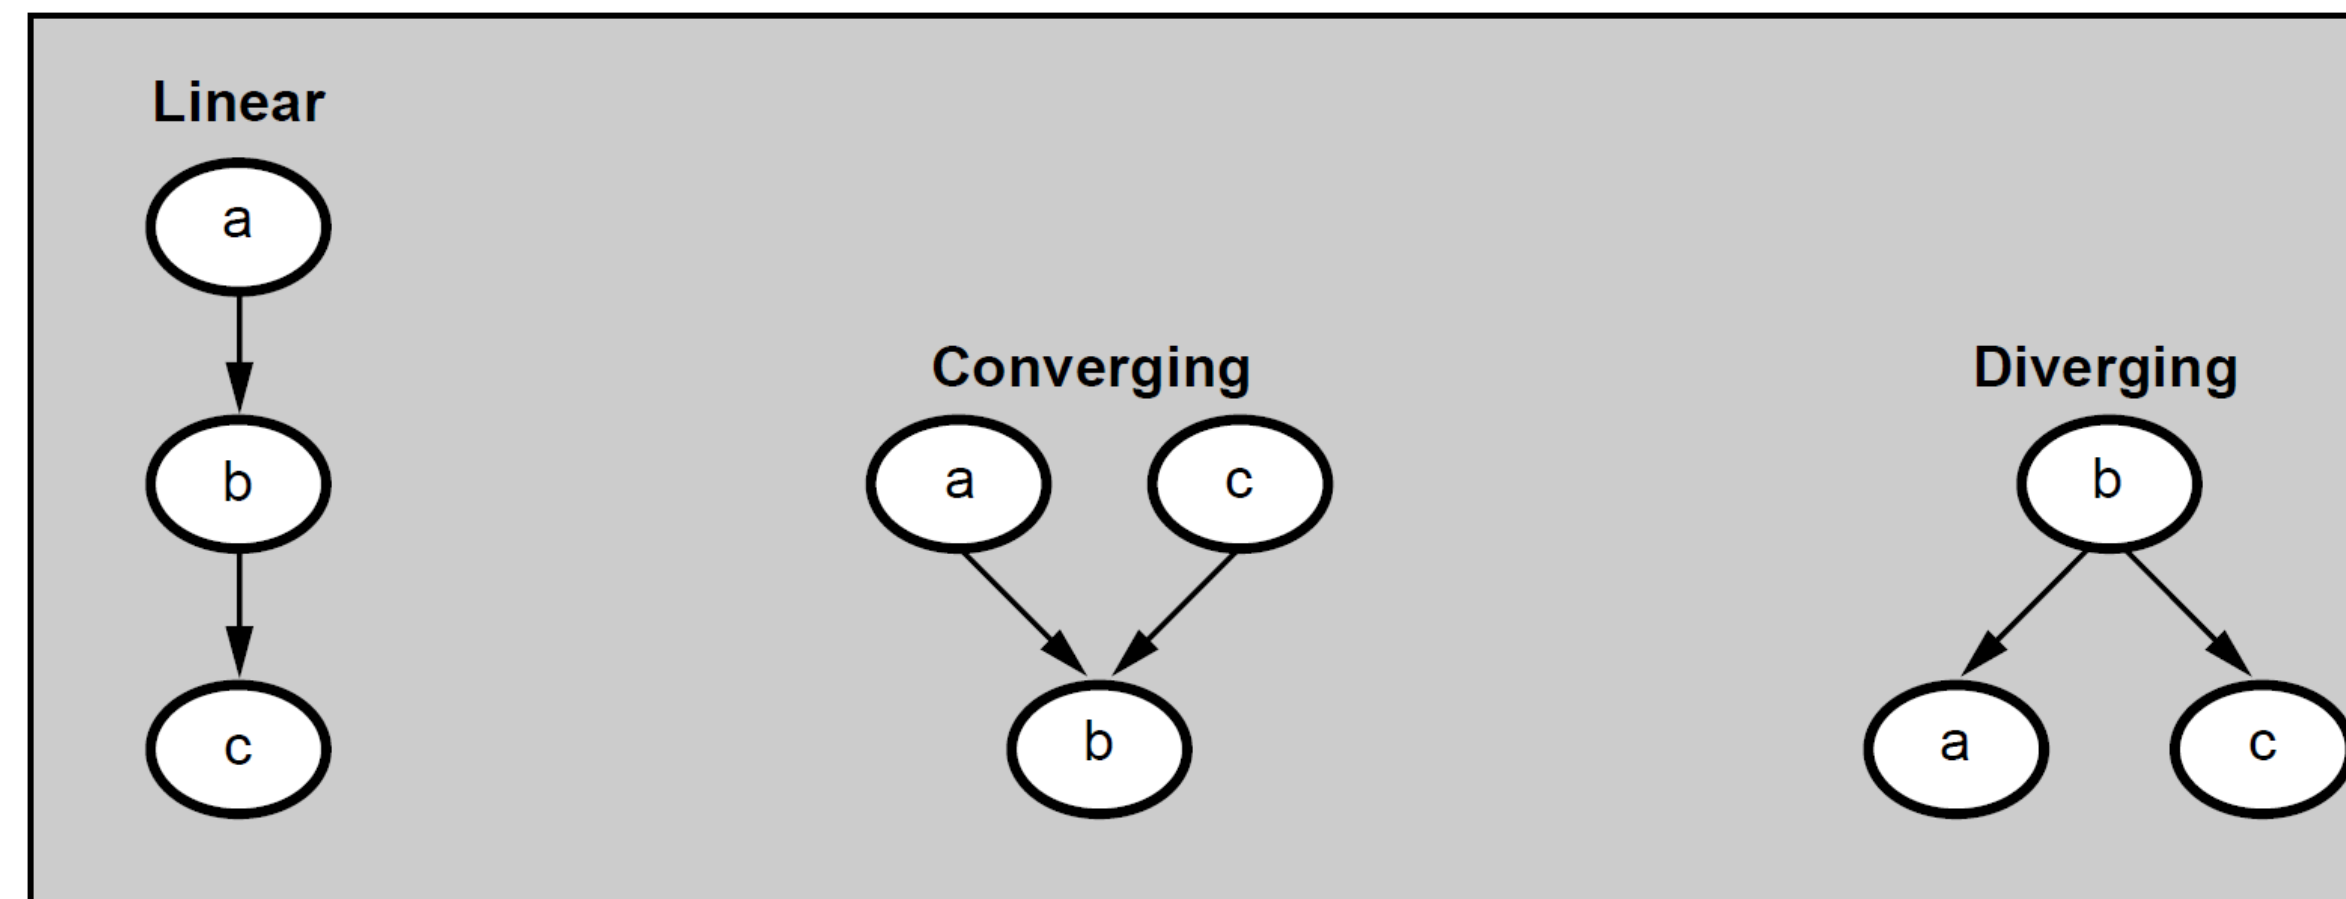 Linear
a
b
c
Converging
a c
b
Diverging
b
a c